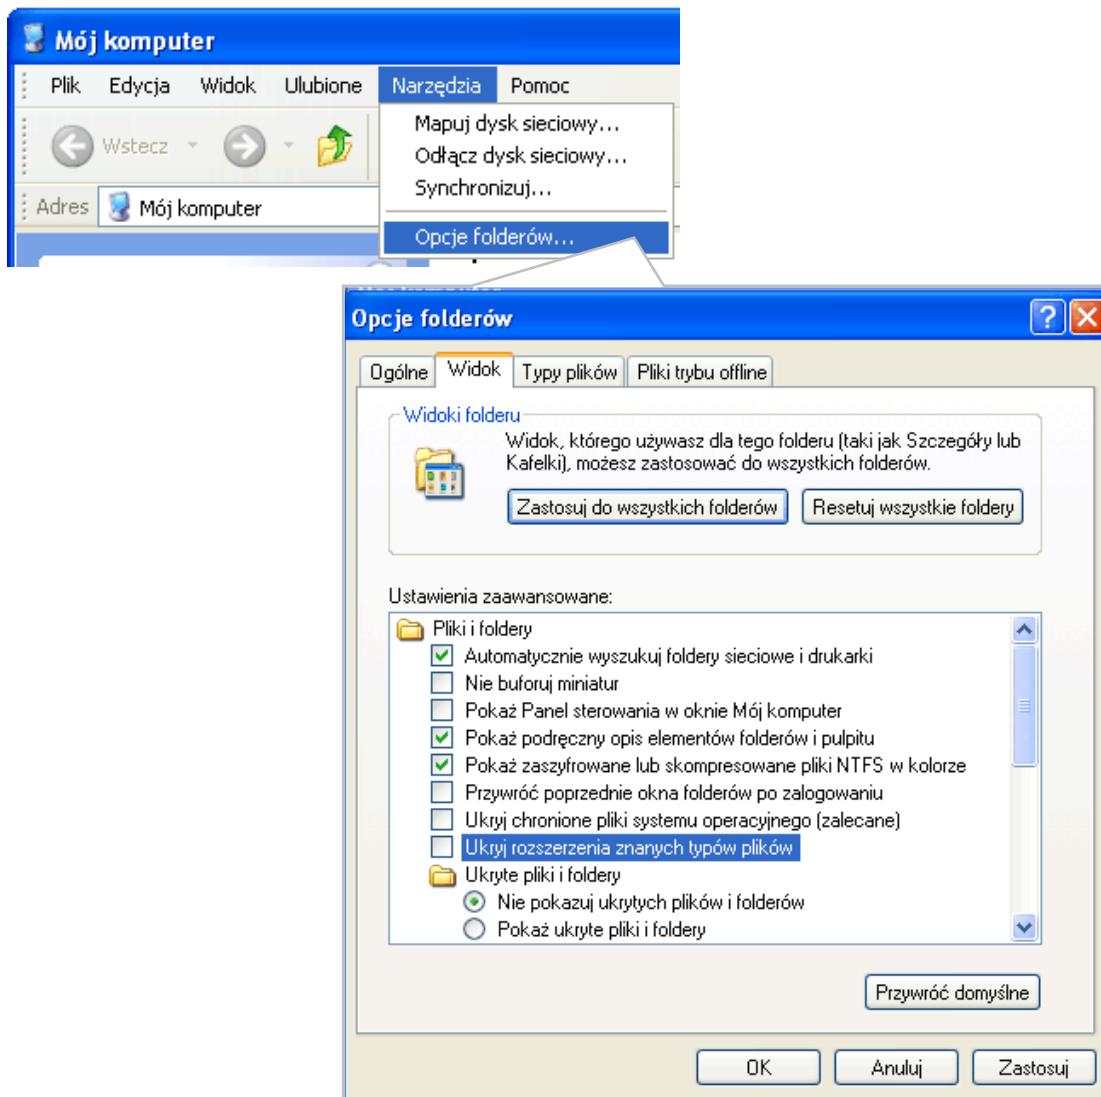 Mój komputer
Plik Edycja Widok Ulubione Narzędzia Pomoc
Wstecz
Mapuj dysk sieciowy...
Odłącz dysk sieciowy...
Synchronizuj...
Adres Mój komputer
Opcje folderów...
Opcje folderów
Ogólne Widok Typy plików Pliki trybu offline
Widoki folderu
Widok, którego używasz dla tego folderu (taki jak Szczegóły lub
Kafelki), możesz zastosować do wszystkich folderów.
Zastosuj do wszystkich folderów Resetuj wszystkie foldery
Ustawienia zaawansowane:
Pliki i foldery
Automatycznie wyszukuj foldery sieciowe i drukarki
Nie buforuj miniatur
Pokaż Panel sterowania w oknie Mój komputer
Pokaż podręczny opis elementów folderów i pulpitu
Pokaż zaszyfrowane lub skompresowane pliki NTFS w kolorze
Przywróć poprzednie okna folderów po zalogowaniu
Ukryj chronione pliki systemu operacyjnego (zalecane)
Ukryj rozszerzenia znanych typów plików
Ukryte pliki i foldery
Nie pokazuj ukrytych plików i folderów
Pokaż ukryte pliki i foldery
Przywróć domyślne
OK Anuluj Zastosuj